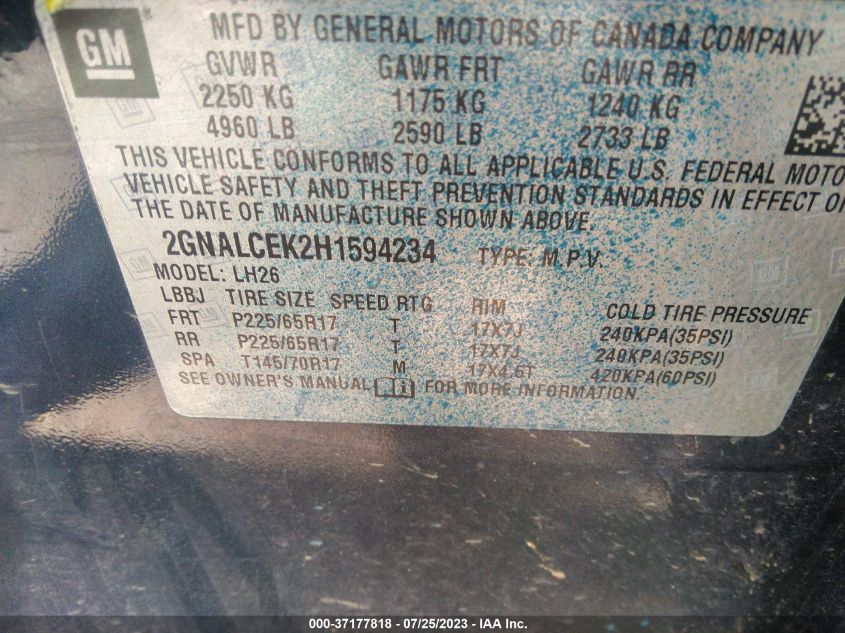 GM
MFD BY GENERAL MOTORS OF CANADA COMPANY
GVWR GAWR FRT GAWR RR
2250 KG 1175 KG 1240 KG
4960 LB 2590 LB 2733 LB
THIS VEHICLE CONFORMS TO ALL APPLICABLE U.S. FEDERAL MOTO
VEHICLE SAFETY AND THEFT PREVENTION STANDARDS IN EFFECT O
THE DATE OF MANUFACTURE SHOWN ABOVE.
2GNALCEK2H1594234 TYPE: M.P.V.
MODEL: LH26
LBBJ TIRE SIZE SPEED RTG RIM COLD TIRE PRESSURE
FRT P225/65R17 T 17X7J 240KPA(35PSI)
RR P225/65R17 T 17X7J 240KPA(35PSI)
SPA T145/70R17 M 17X4.5T 420KPA(60PSI)
SEE OWNER'S MANUAL FOR MORE INFORMATION.
000-37177818 - 07/25/2023 - IAA Inc.